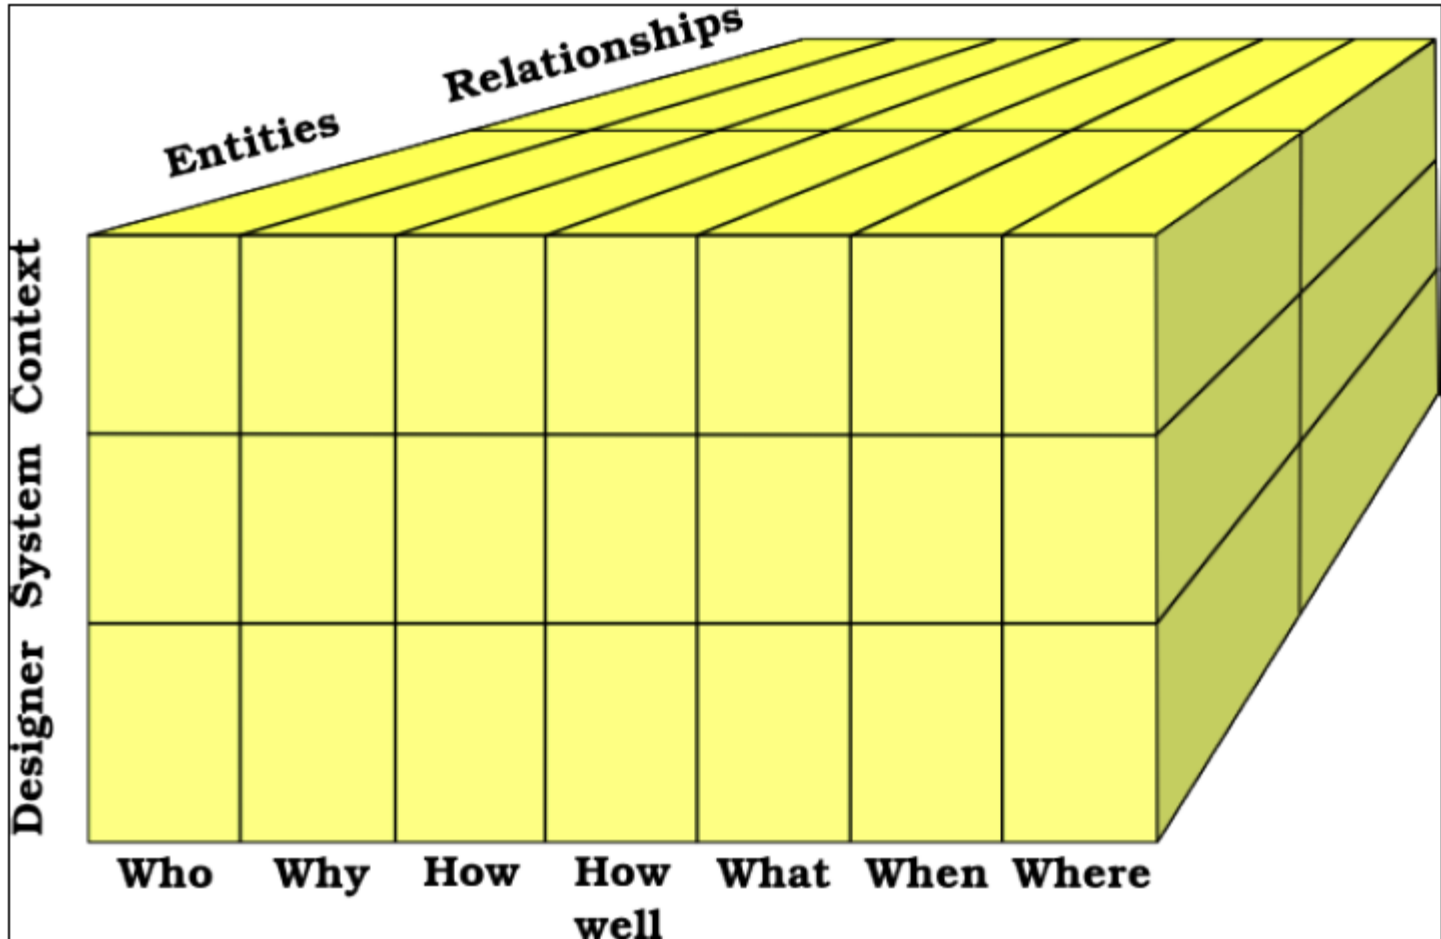 Relationships
Entities
Context
System
Designer
Who Why How How What When Where
well